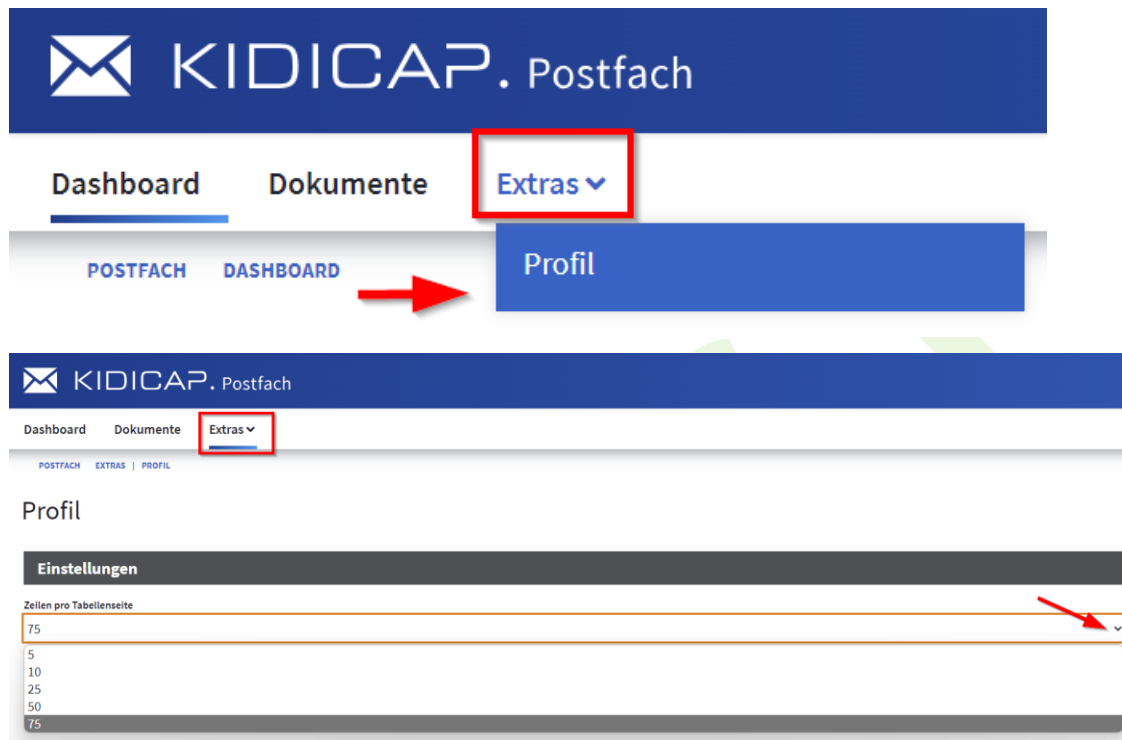 KIDICAP. Postfach
Dashboard Dokumente Extras
POSTFACH DASHBOARD Profil
KIDICAP. Postfach
Dashboard Dokumente Extras
POSTFACH EXTRAS | PROFIL
Profil
Einstellungen
Zeilen pro Tabellenseite
75
5
10
25
50
75